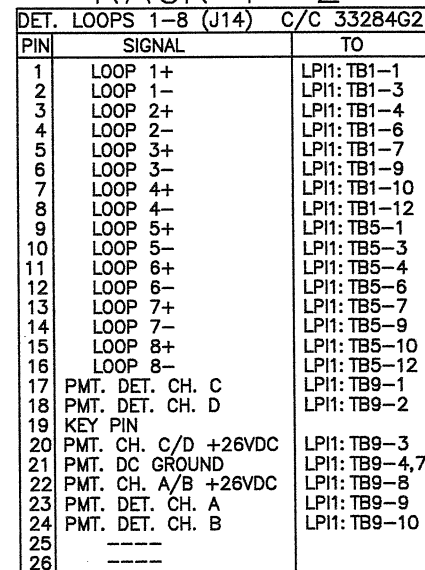 DET. LOOPS 1-8 (J14) C/C 33284G2
PIN SIGNAL TO
1 LOOP 1+ LPI1:TB1-1
2 LOOP 1- LPI1:TB1-3
3 LOOP 2+ LPI1:TB1-4
4 LOOP 2- LPI1:TB1-6
5 LOOP 3+ LPI1:TB1-7
6 LOOP 3- LPI1:TB1-9
7 LOOP 4+ LPI1:TB1-10
8 LOOP 4- LPI1:TB1-12
9 LOOP 5+ LPI1:TB5-1
10 LOOP 5- LPI1:TB5-3
11 LOOP 6+ LPI1:TB5-4
12 LOOP 6- LPI1:TB5-6
13 LOOP 7+ LPI1:TB5-7
14 LOOP 7- LPI1:TB5-9
15 LOOP 8+ LPI1:TB5-10
16 LOOP 8- LPI1:TB5-12
17 PMT. DET. CH. C LPI1:TB9-1
18 PMT. DET. CH. D LPI1:TB9-2
19 KEY PIN
20 PMT. CH. C/D +26VDC LPI1:TB9-3
21 PMT. DC GROUND LPI1:TB9-4,7
22 PMT. CH. A/B +26VDC LPI1:TB9-8
23 PMT. DET. CH. A LPI1:TB9-9
24 PMT. DET. CH. B LPI1:TB9-10
25 ----
26 ----